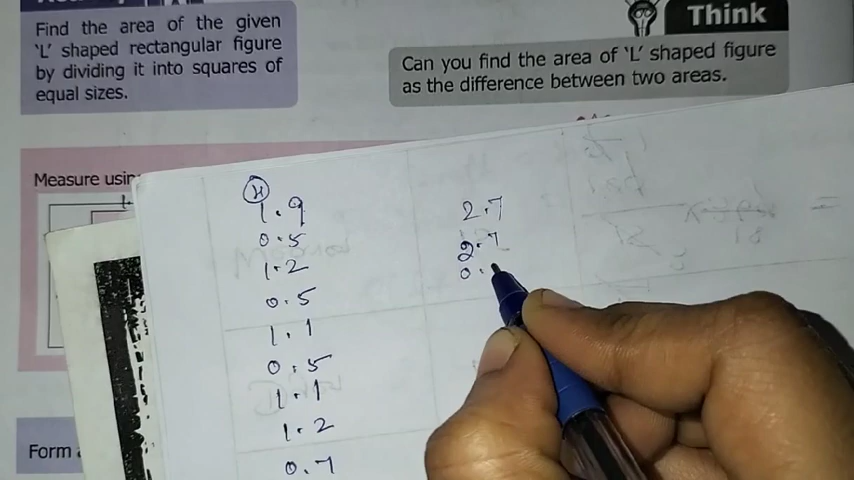 Find the area of the given
'L' shaped rectangular figure
by dividing it into squares of
equal sizes.
Think
Can you find the area of 'L' shaped figure
as the difference between two areas.
Measure usin
H
1.9
0.5
1.2
0.5
1.1
0.5
1.1
1.2
0.7
2.7
2.7
0.
Form